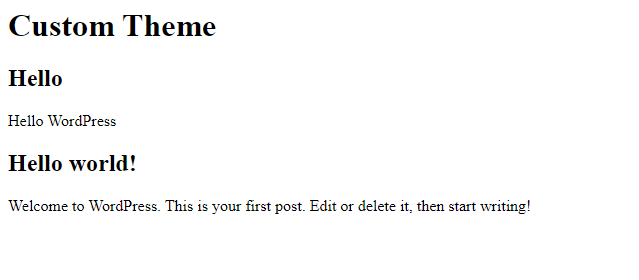 Custom Theme
Hello
Hello WordPress
Hello world!
Welcome to WordPress. This is your first post. Edit or delete it, then start writing!